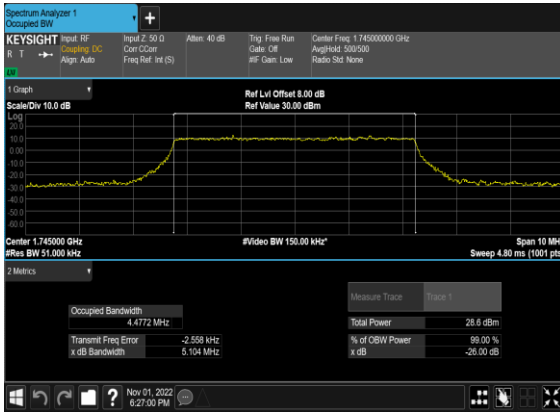 Spectrum Analyzer 1
Occupied BW
KEYSIGHT
R T
Input: RF
Coupling: DC
Align: Auto
Input Z: 50 Ω
Corr CCorr
Freq Ref: Int (S)
Atten: 40 dB
Trig: Free Run
Gate: Off
#IF Gain: Low
Center Freq: 1.745000000 GHz
Avg|Hold: 500/500
Radio Std: None
1 Graph
Scale/Div 10.0 dB
Ref Lvl Offset 8.00 dB
Ref Value 30.00 dBm
Log
20.0
10.0
0.00
-10.0
-20.0
-30.0
-40.0
-50.0
-60.0
Center 1.745000 GHz
#Res BW 51.000 kHz
#Video BW 150.00 kHz*
Span 10 MH
Sweep 4.80 ms (1001 pts
2 Metrics
Measure Trace Trace 1
Occupied Bandwidth
4.4772 MHz
Total Power 28.6 dBm
Transmit Freq Error -2.558 kHz
% of OBW Power 99.00 %
x dB Bandwidth 5.104 MHz
x dB -26.00 dB
?
Nov 01, 2022
6:27:00 PM